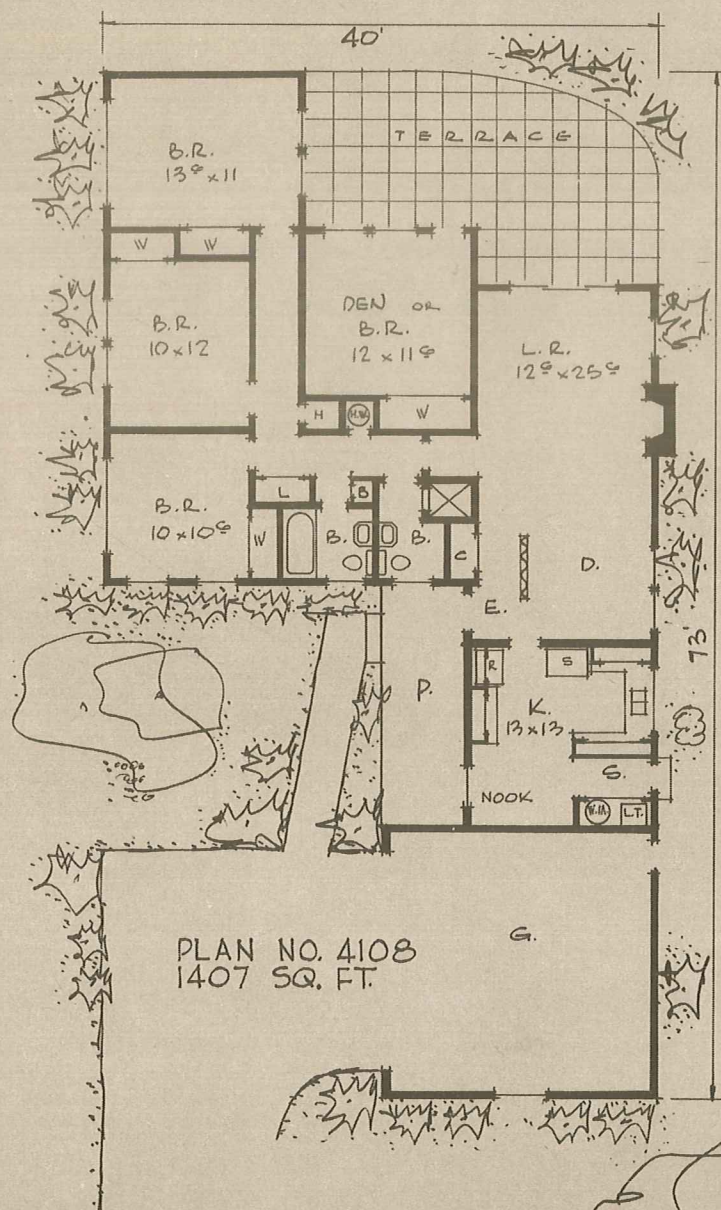 40'
TERRACE
B.R.
13⁶ x 11
W
W
DEN OR
B.R.
12 x 11⁶
B.R.
10 x 12
L.R.
12⁶ x 25⁶
H
H.W.
W
L
B
B.R.
10 x 10⁶
W
B.
B.
C
D.
E.
73'
R
S
P.
K.
13 x 13
S.
NOOK
W.M.
L.T.
G.
PLAN NO. 4108
1407 SQ. FT.